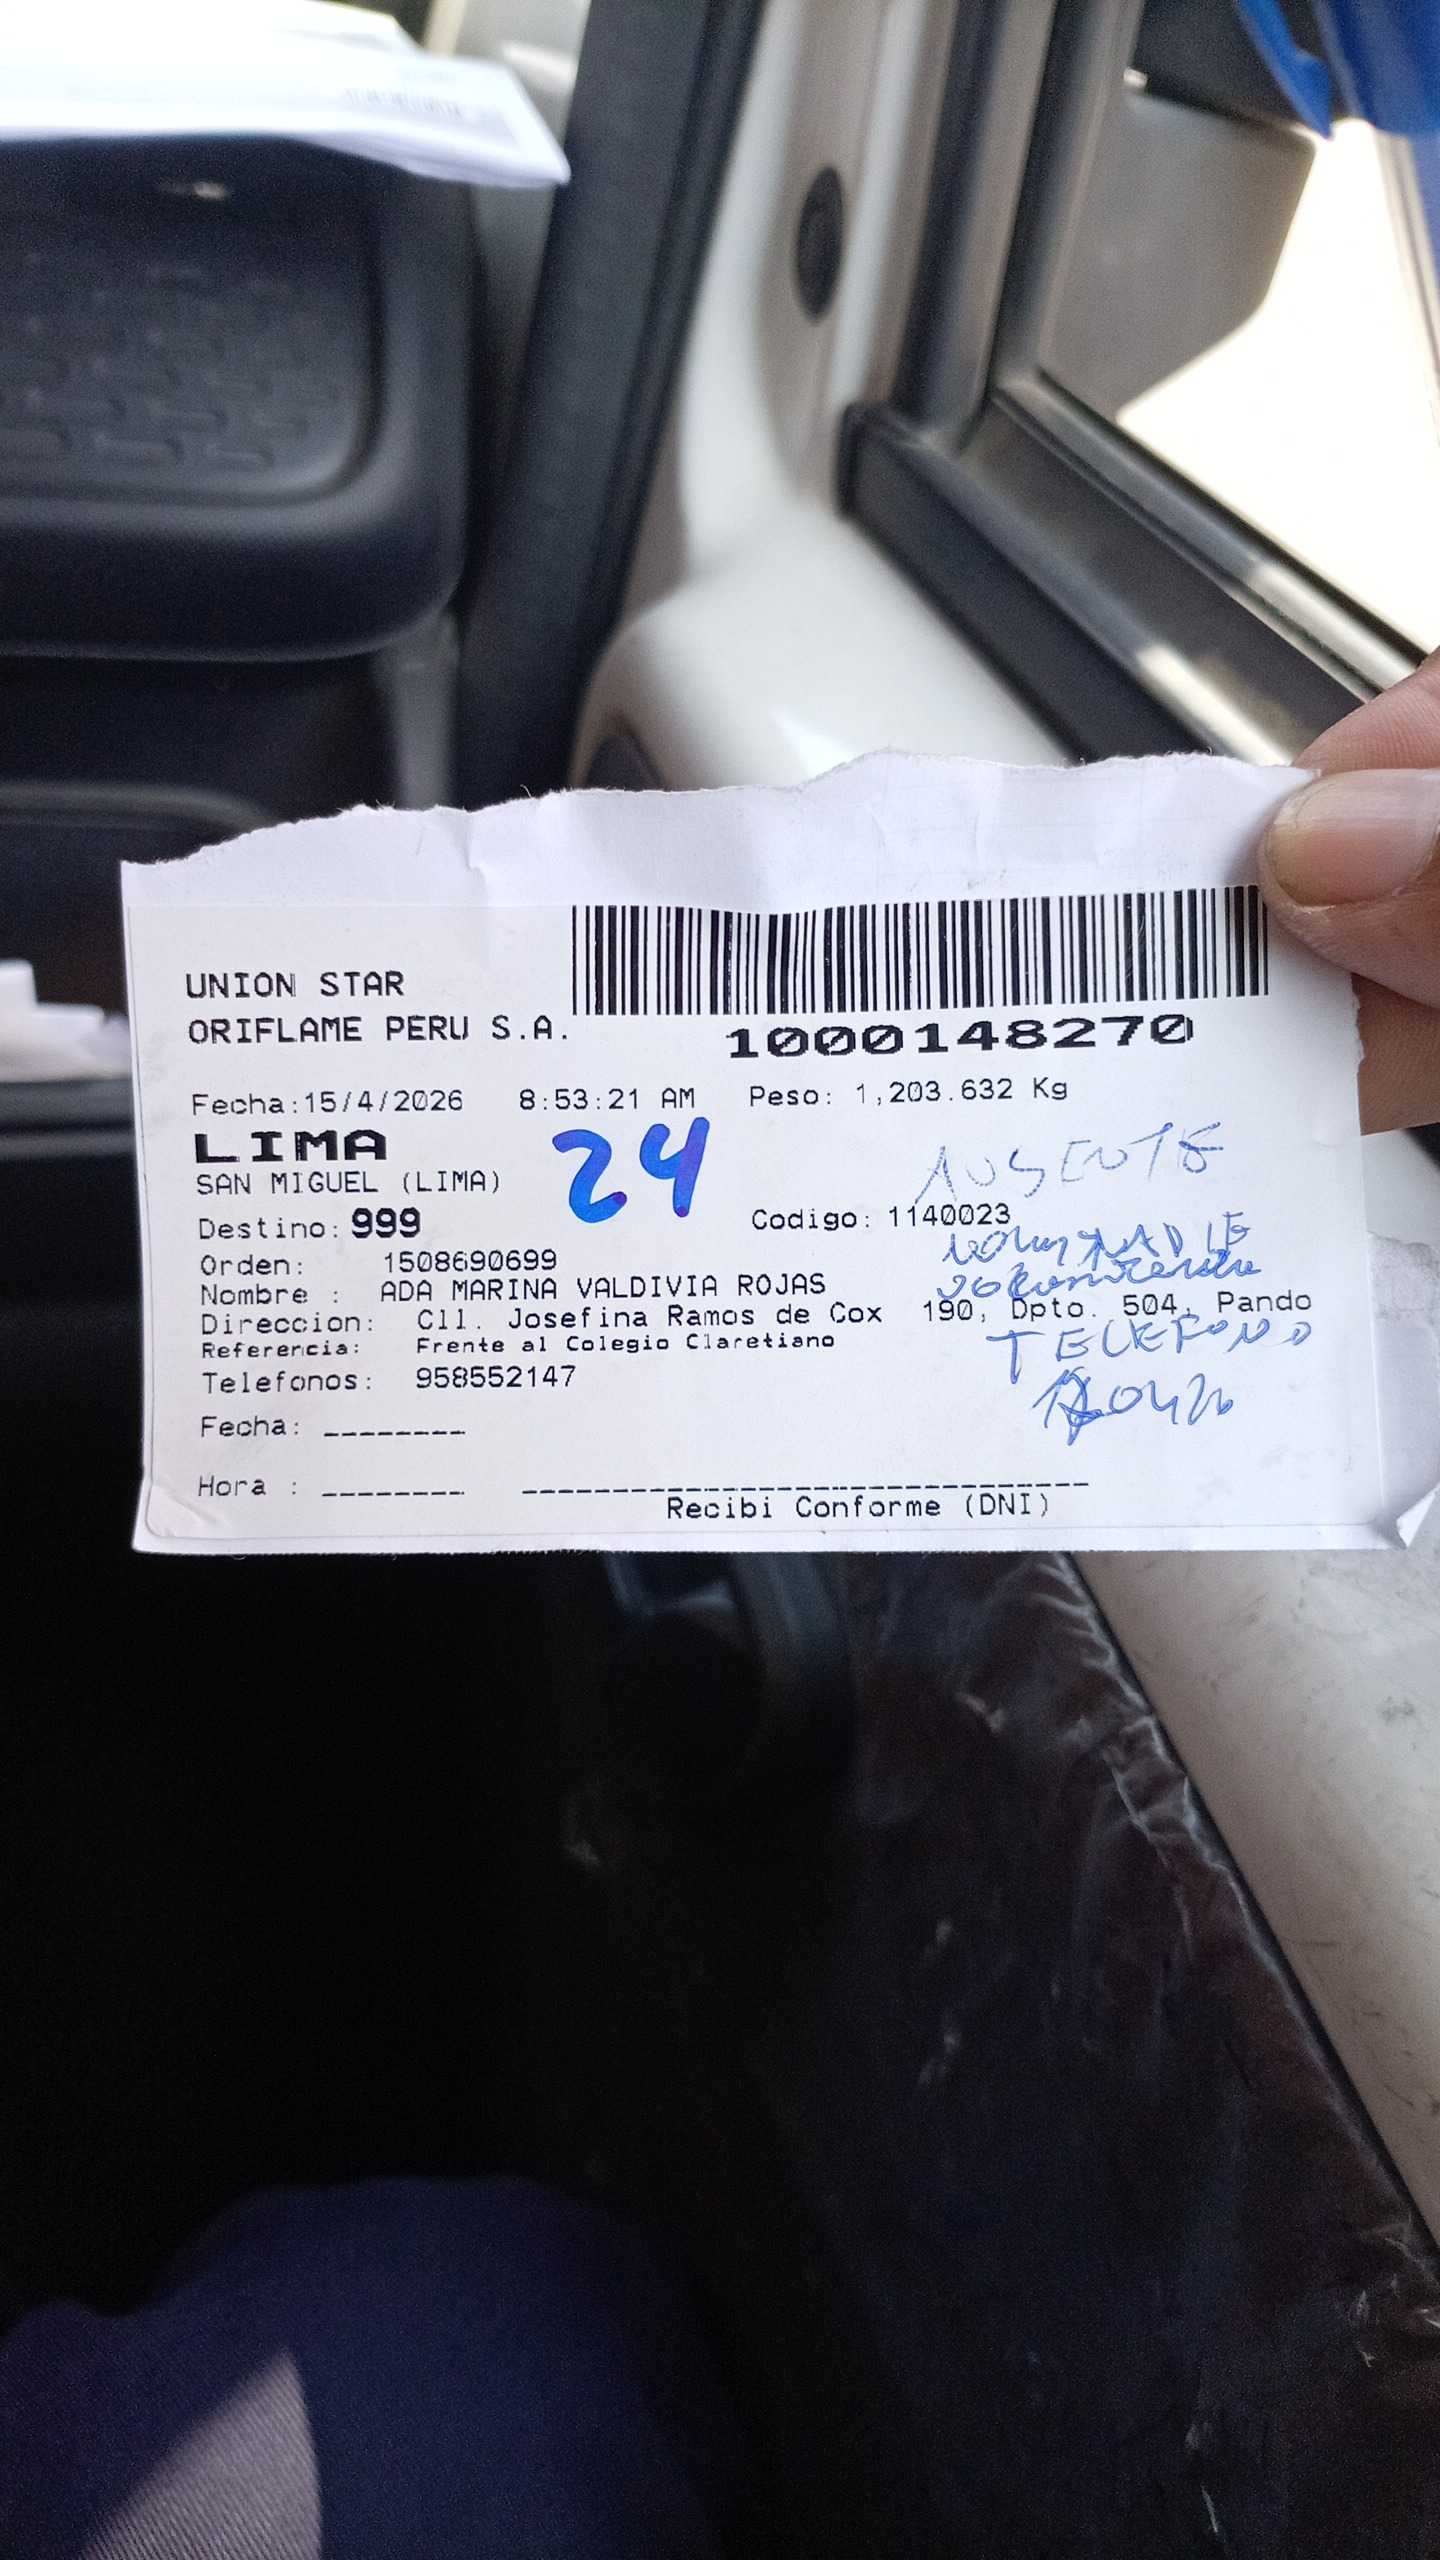 UNION STAR
ORIFLAME PERU S.A.
1000148270
Fecha:15/4/2026 8:53:21 AM Peso: 1,203.632 Kg
LIMA
24
AUSENTE
SAN MIGUEL (LIMA)
Destino: 999 Codigo: 1140023
NADIE
Orden: 1508690699
Nombre : ADA MARINA VALDIVIA ROJAS
Direccion: Cll. Josefina Ramos de Cox 190, Dpto. 504, Pando
Referencia: Frente al Colegio Claretiano
TELEFONO
Telefonos: 958552147
Fecha: ________
Hora : ________
Recibi Conforme (DNI)